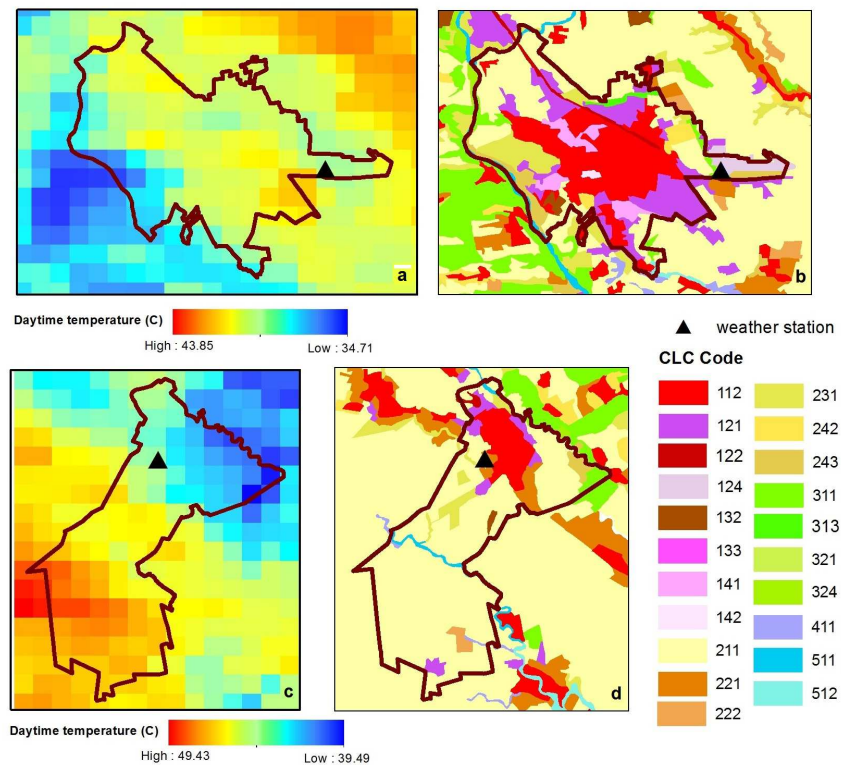 a
b
Daytime temperature (C)
High : 43.85
Low : 34.71
weather station
CLC Code
112
121
122
124
132
133
141
142
211
221
222
231
242
243
311
313
321
324
411
511
512
c
d
Daytime temperature (C)
High : 49.43
Low : 39.49